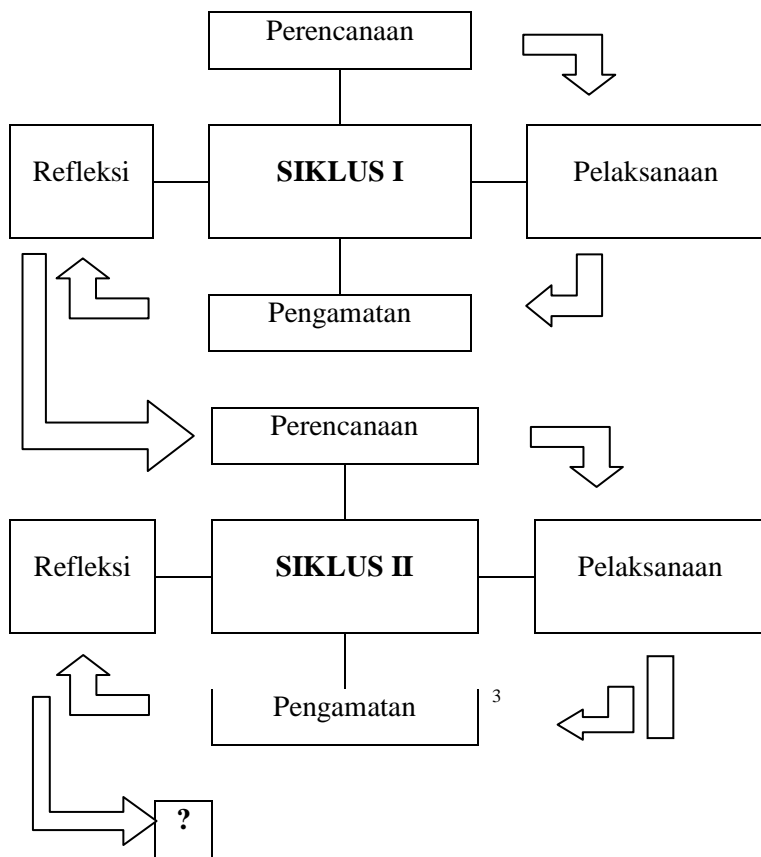 Perencanaan
Refleksi
SIKLUS I
Pelaksanaan
Pengamatan
Perencanaan
Refleksi
SIKLUS II
Pelaksanaan
Pengamatan
3
?